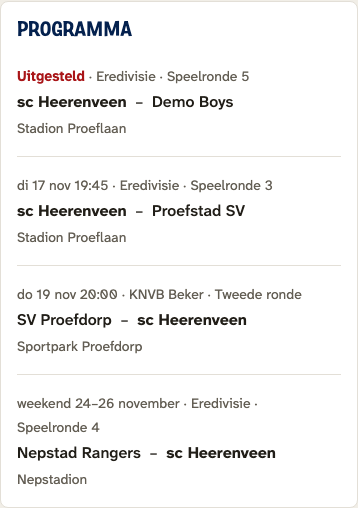 PROGRAMMA
Uitgesteld · Eredivisie · Speelronde 5
sc Heerenveen – Demo Boys
Stadion Proeflaan
di 17 nov 19:45 · Eredivisie · Speelronde 3
sc Heerenveen – Proefstad SV
Stadion Proeflaan
do 19 nov 20:00 · KNVB Beker · Tweede ronde
SV Proefdorp – sc Heerenveen
Sportpark Proefdorp
weekend 24–26 november · Eredivisie ·
Speelronde 4
Nepstad Rangers – sc Heerenveen
Nepstadion